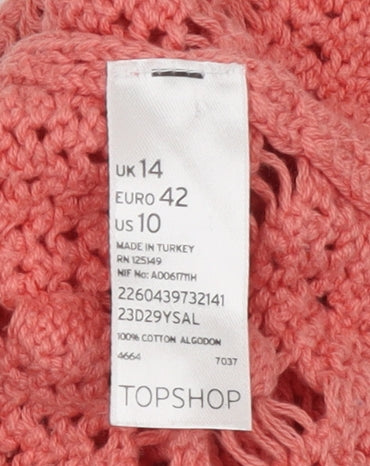 UK 14
EURO 42
US 10
MADE IN TURKEY
RN 125149
NIF No: A0061711H
2260439732141
23D29YSAL
100% COTTON ALGODON
4664 7037
TOPSHOP